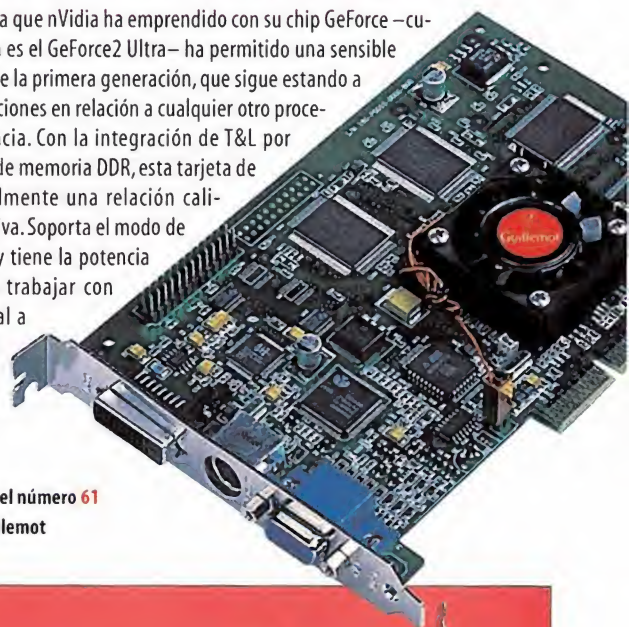 a que nVidia ha emprendido con su chip GeForce –cu-
a es el GeForce2 Ultra– ha permitido una sensible
e la primera generación, que sigue estando a
ciones en relación a cualquier otro proce-
cia. Con la integración de T&L por
de memoria DDR, esta tarjeta de
lmente una relación cali-
iva. Soporta el modo de
y tiene la potencia
trabajar con
al a
el número 61
llemot
Guillemot